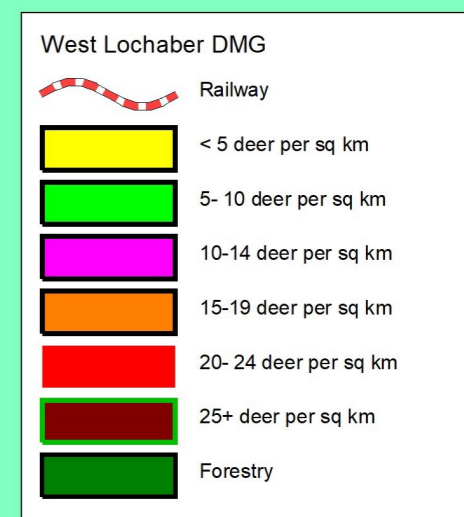 West Lochaber DMG
Railway
< 5 deer per sq km
5- 10 deer per sq km
10-14 deer per sq km
15-19 deer per sq km
20- 24 deer per sq km
25+ deer per sq km
Forestry